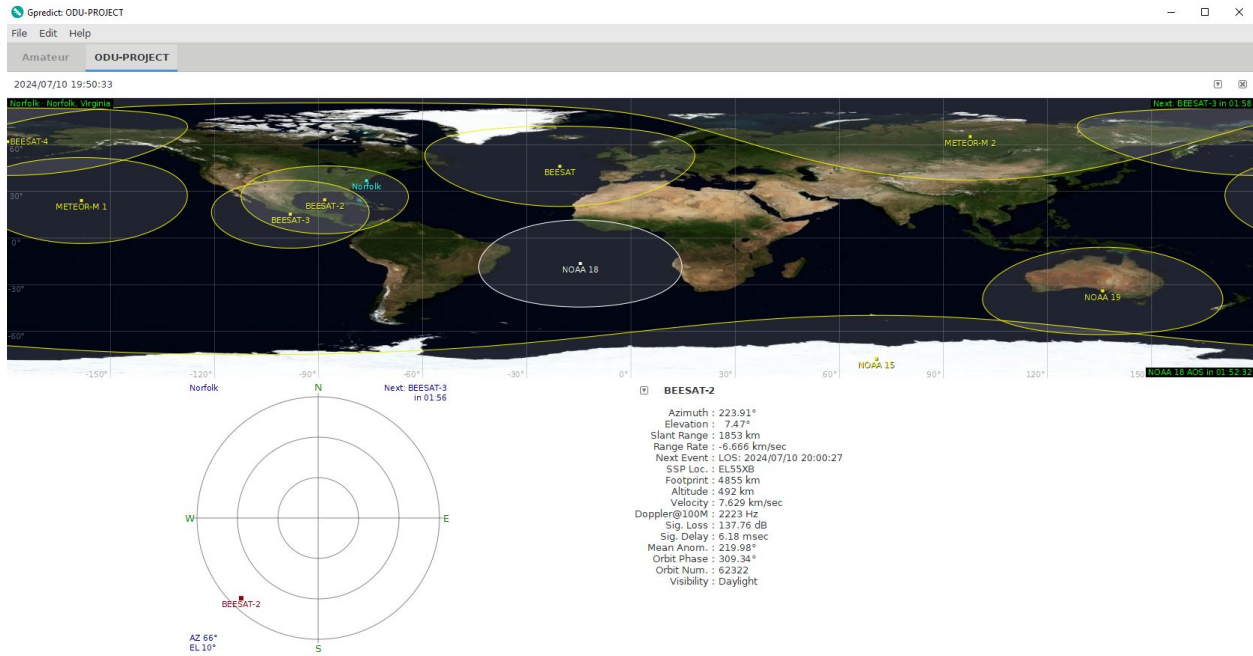 Gpredict: ODU-PROJECT
File Edit Help
Amateur ODU-PROJECT
2024/07/10 19:50:33
Norfolk : Norfolk, Virginia
Next: BEESAT-3 in 01:58
BEESAT-4
60°
METEOR-M 2
BEESAT
Norfolk
30°
METEOR-M 1
BEESAT-2
BEESAT-3
0°
NOAA 18
-30°
NOAA 19
-60°
NOAA 15
-150° -120° -90° -60° -30° 0° 30° 60° 90° 120° 150
NOAA 18 AOS in 01:52:32
Norfolk
N
Next: BEESAT-3
in 01:56
W
E
BEESAT-2
AZ 66°
EL 10°
S
BEESAT-2
Azimuth : 223.91°
Elevation : 7.47°
Slant Range : 1853 km
Range Rate : -6.666 km/sec
Next Event : LOS: 2024/07/10 20:00:27
SSP Loc. : EL55XB
Footprint : 4855 km
Altitude : 492 km
Velocity : 7.629 km/sec
Doppler@100M : 2223 Hz
Sig. Loss : 137.76 dB
Sig. Delay : 6.18 msec
Mean Anom. : 219.98°
Orbit Phase : 309.34°
Orbit Num. : 62322
Visibility : Daylight